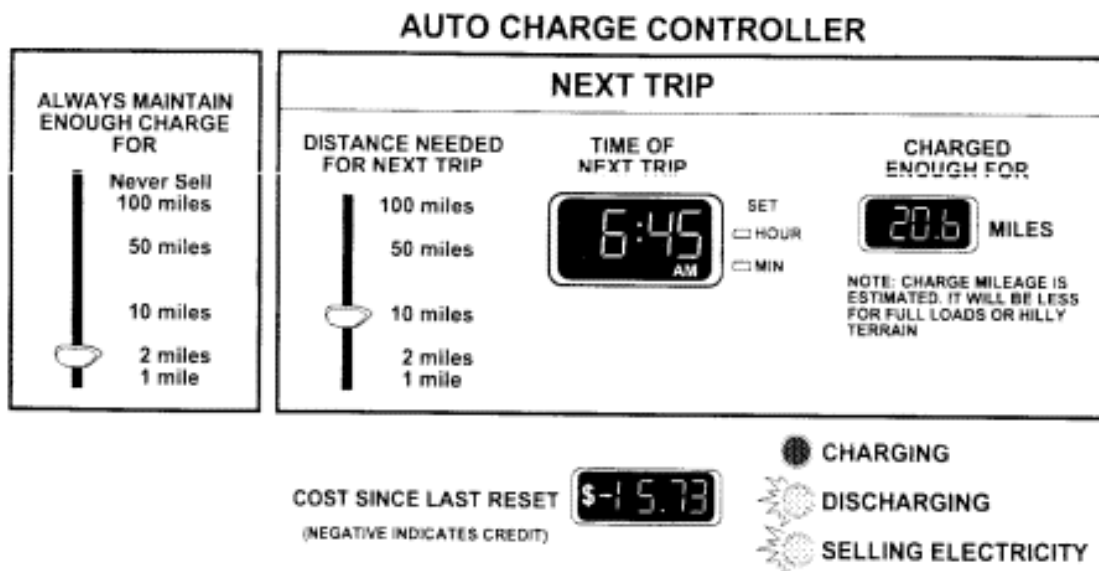 AUTO CHARGE CONTROLLER
ALWAYS MAINTAIN
ENOUGH CHARGE
FOR
Never Sell
100 miles
50 miles
10 miles
2 miles
1 mile
NEXT TRIP
DISTANCE NEEDED
FOR NEXT TRIP
100 miles
50 miles
10 miles
2 miles
1 mile
TIME OF
NEXT TRIP
6:45
AM
SET
HOUR
MIN
CHARGED
ENOUGH FOR
20.6 MILES
NOTE: CHARGE MILEAGE IS
ESTIMATED. IT WILL BE LESS
FOR FULL LOADS OR HILLY
TERRAIN
COST SINCE LAST RESET
(NEGATIVE INDICATES CREDIT)
$-15.73
CHARGING
DISCHARGING
SELLING ELECTRICITY